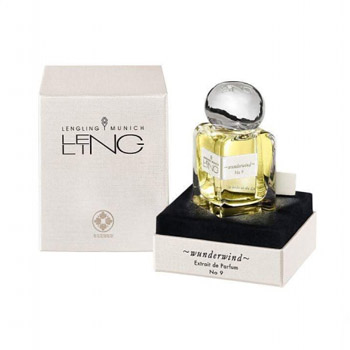 LENGLING MUNICH
LENG
~wunderwind~
No 9
~wunderwind~
Extrait de Parfum
No 9